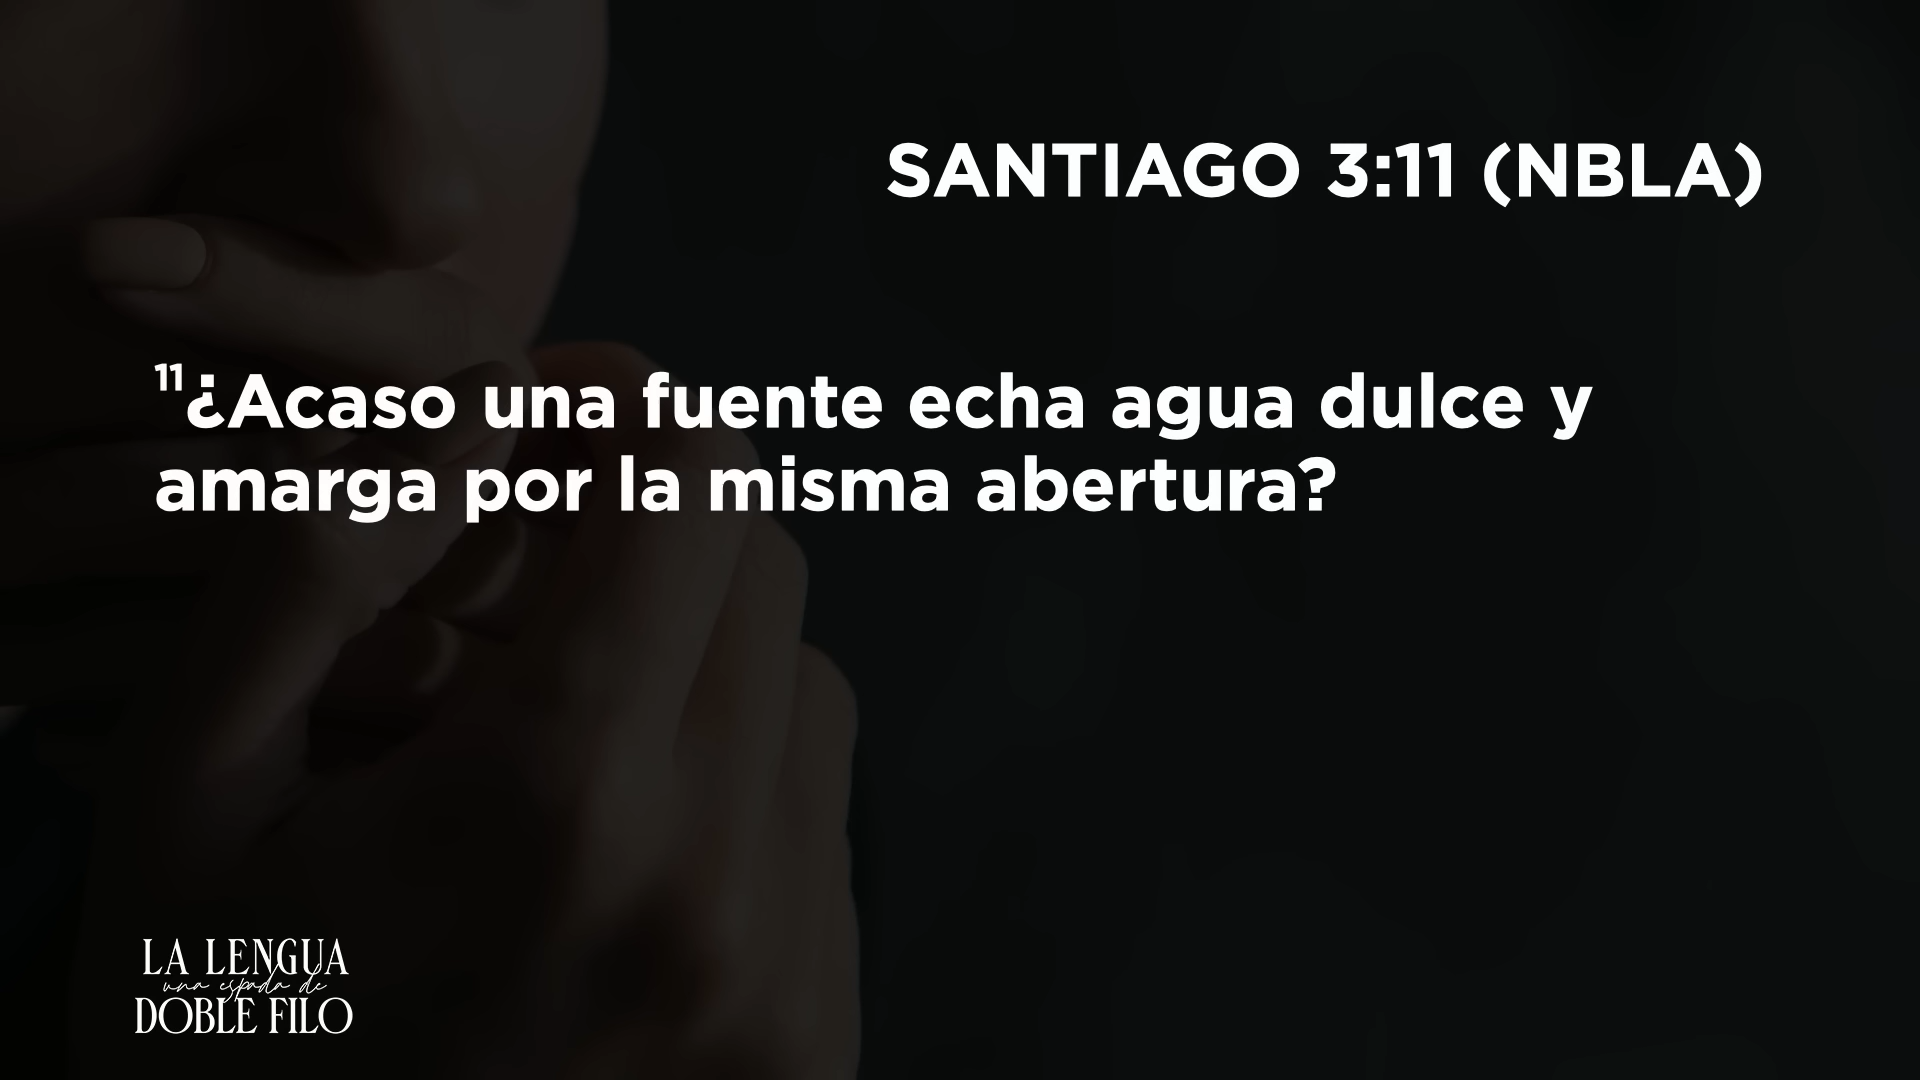 SANTIAGO 3:11 (NBLA)
11¿Acaso una fuente echa agua dulce y
amarga por la misma abertura?
LA LENGUA
una espada de
DOBLE FILO